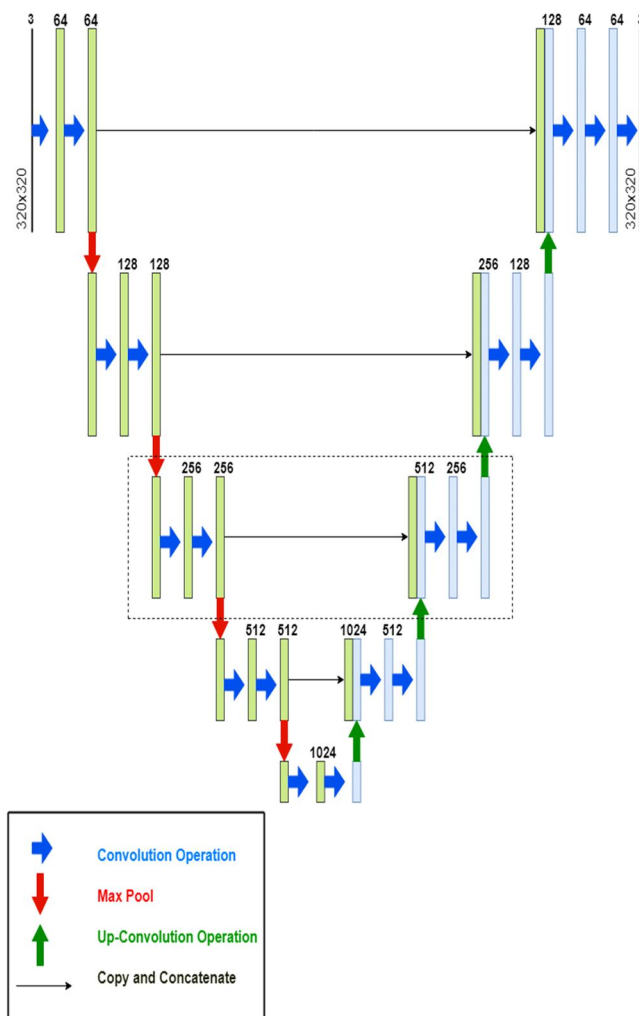 3 64 64 128 64 64 3
320x320 320x320
128 128 256 128
256 256 512 256
512 512 1024 512
1024
Convolution Operation
Max Pool
Up-Convolution Operation
Copy and Concatenate